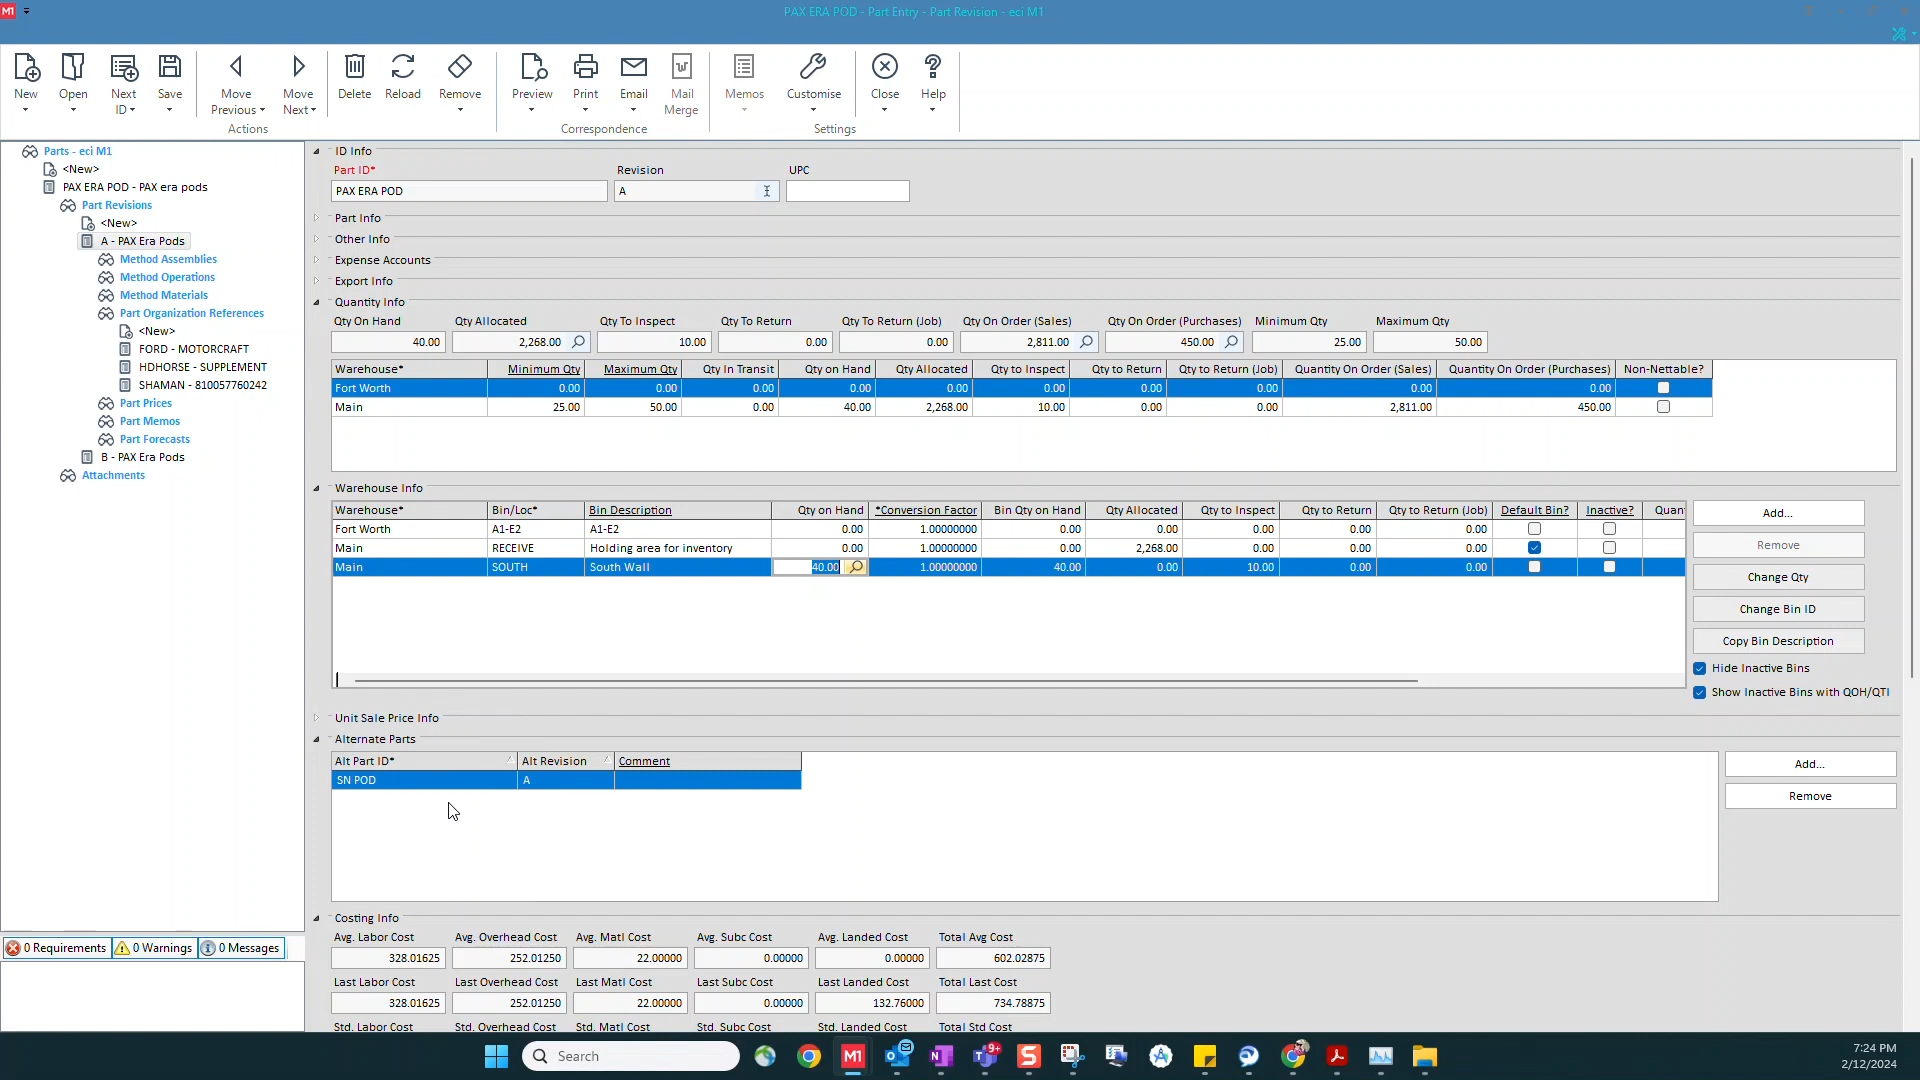 M1
PAX ERA POD - Part Entry - Part Revision - eci M1
New
Open
Next ID
Save
Move Previous
Move Next
Delete
Reload
Remove
Preview
Print
Email
Mail Merge
Memos
Customise
Close
Help
Actions
Correspondence
Settings
Parts - eci M1
<New>
PAX ERA POD - PAX era pods
Part Revisions
<New>
A - PAX Era Pods
Method Assemblies
Method Operations
Method Materials
Part Organization References
<New>
FORD - MOTORCRAFT
HDHORSE - SUPPLEMENT
SHAMAN - 810057760242
Part Prices
Part Memos
Part Forecasts
B - PAX Era Pods
Attachments
0 Requirements 0 Warnings 0 Messages
ID Info
Part ID* Revision UPC
PAX ERA POD A
Part Info
Other Info
Expense Accounts
Export Info
Quantity Info
Qty On Hand Qty Allocated Qty To Inspect Qty To Return Qty To Return (Job) Qty On Order (Sales) Qty On Order (Purchases) Minimum Qty Maximum Qty
40.00 2,268.00 10.00 0.00 0.00 2,811.00 450.00 25.00 50.00
Warehouse* Minimum Qty Maximum Qty Qty In Transit Qty on Hand Qty Allocated Qty to Inspect Qty to Return Qty to Return (Job) Quantity On Order (Sales) Quantity On Order (Purchases) Non-Nettable?
Fort Worth 0.00 0.00 0.00 0.00 0.00 0.00 0.00 0.00 0.00 0.00
Main 25.00 50.00 0.00 40.00 2,268.00 10.00 0.00 0.00 2,811.00 450.00
Warehouse Info
Warehouse* Bin/Loc* Bin Description Qty on Hand *Conversion Factor Bin Qty on Hand Qty Allocated Qty to Inspect Qty to Return Qty to Return (Job) Default Bin? Inactive? Quan
Fort Worth A1-E2 A1-E2 0.00 1.00000000 0.00 0.00 0.00 0.00 0.00
Main RECEIVE Holding area for inventory 0.00 1.00000000 0.00 2,268.00 0.00 0.00 0.00
Main SOUTH South Wall 40.00 1.00000000 40.00 0.00 10.00 0.00 0.00
Add...
Remove
Change Qty
Change Bin ID
Copy Bin Description
Hide Inactive Bins
Show Inactive Bins with QOH/QTI
Unit Sale Price Info
Alternate Parts
Alt Part ID* Alt Revision Comment
SN POD A
Add...
Remove
Costing Info
Avg. Labor Cost Avg. Overhead Cost Avg. Matl Cost Avg. Subc Cost Avg. Landed Cost Total Avg Cost
328.01625 252.01250 22.00000 0.00000 0.00000 602.02875
Last Labor Cost Last Overhead Cost Last Matl Cost Last Subc Cost Last Landed Cost Total Last Cost
328.01625 252.01250 22.00000 0.00000 132.76000 734.78875
Std. Labor Cost Std. Overhead Cost Std. Matl Cost Std. Subc Cost Std. Landed Cost Total Std Cost
Search
M1
9+
7:24 PM
2/12/2024